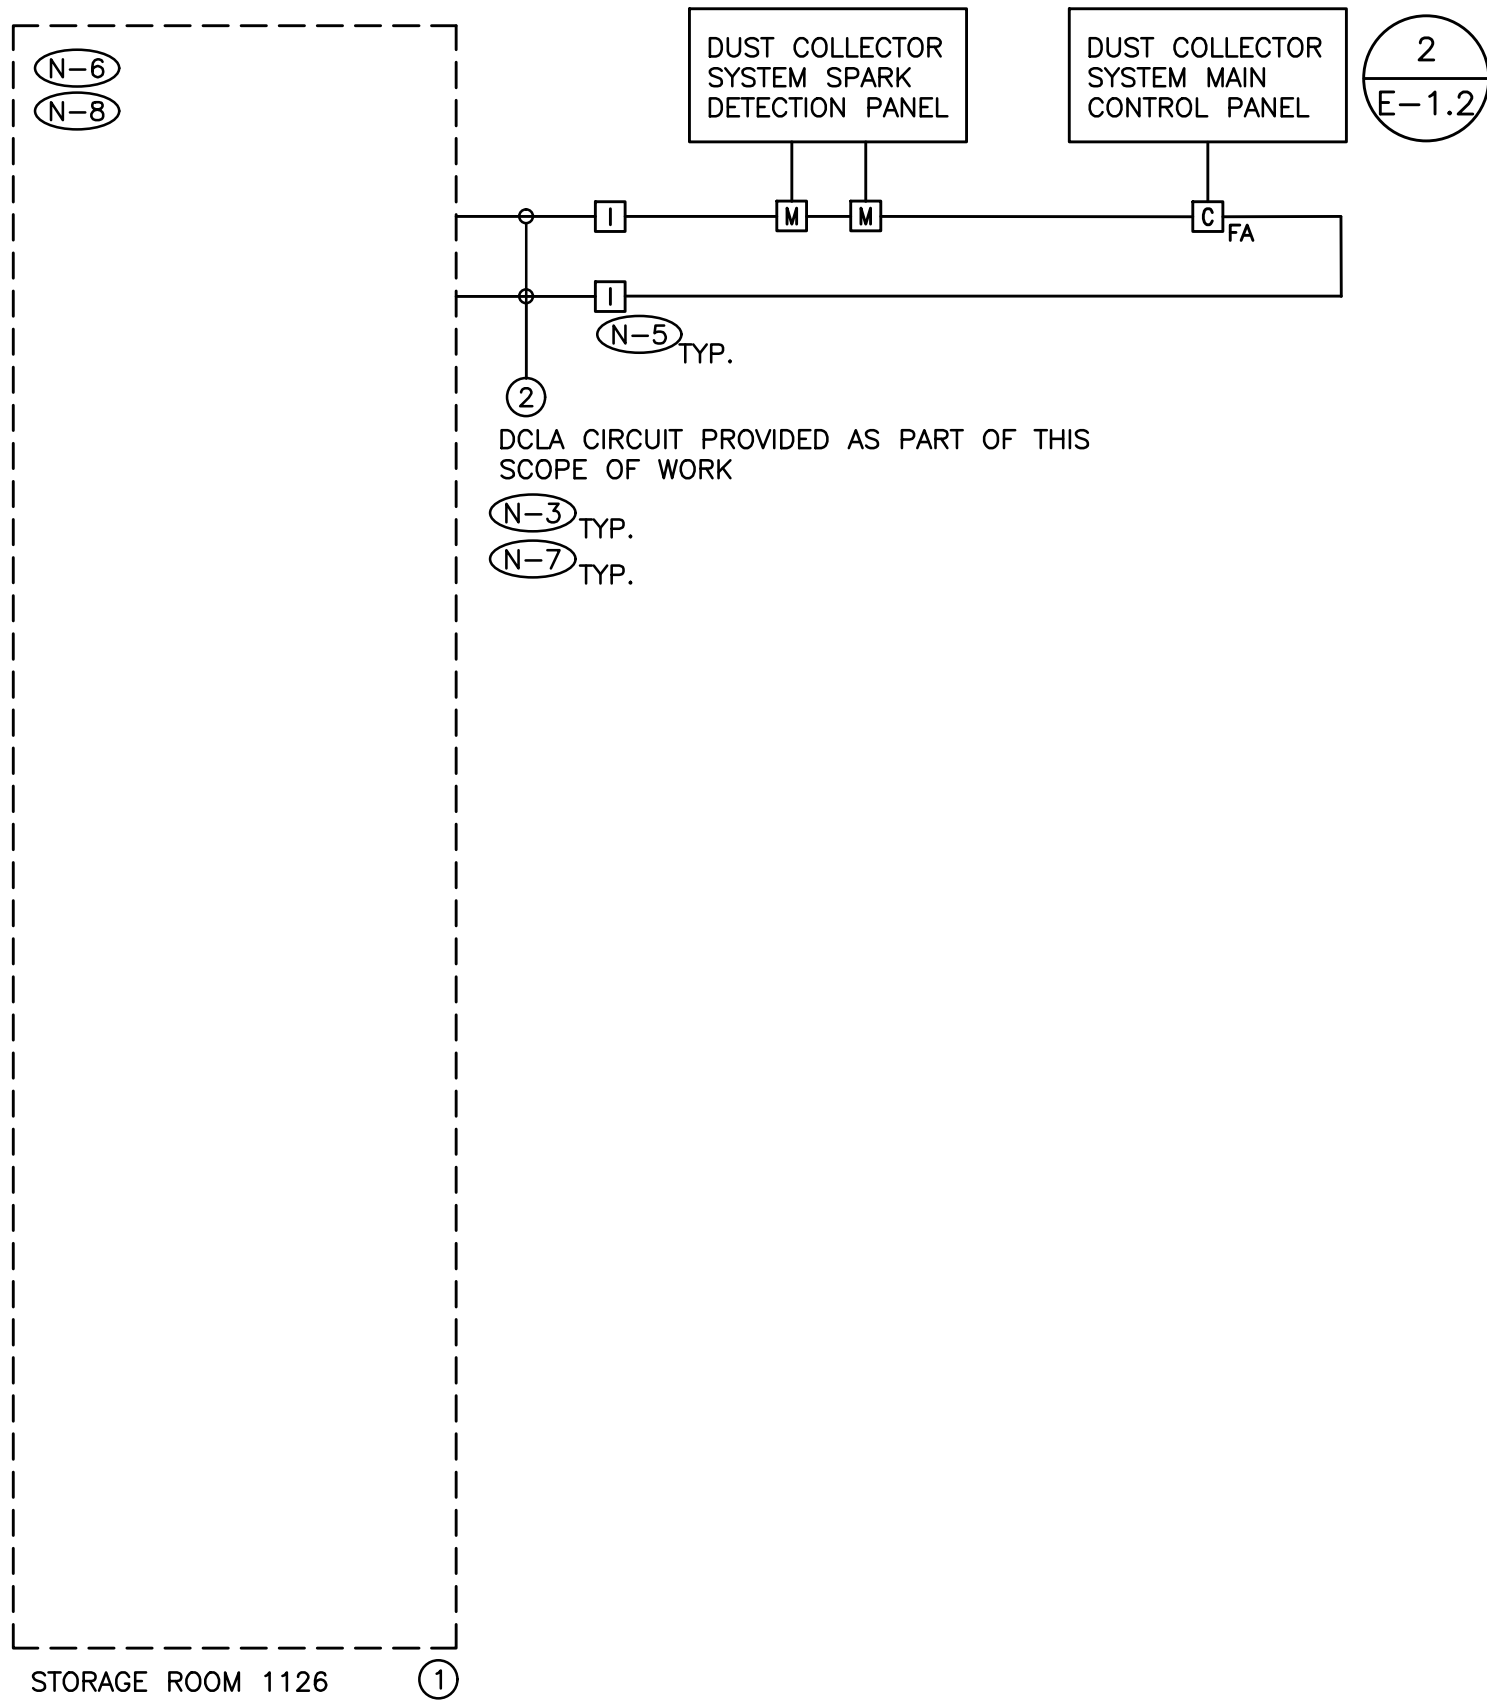 N-6
N-8
DUST COLLECTOR
SYSTEM SPARK
DETECTION PANEL
DUST COLLECTOR
SYSTEM MAIN
CONTROL PANEL
2
E-1.2
I
M
M
C
FA
I
N-5 TYP.
2
DCLA CIRCUIT PROVIDED AS PART OF THIS
SCOPE OF WORK
N-3 TYP.
N-7 TYP.
STORAGE ROOM 1126
1